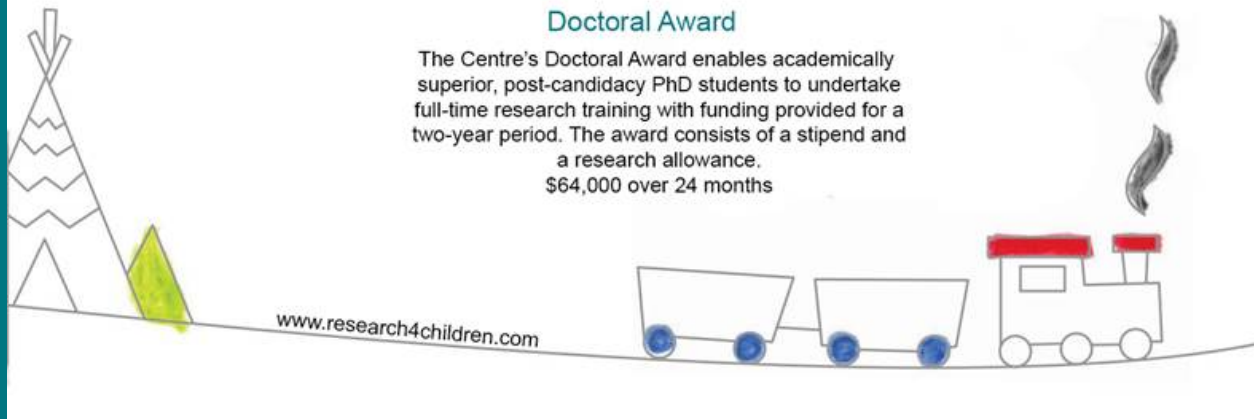 Doctoral Award
The Centre's Doctoral Award enables academically
superior, post-candidacy PhD students to undertake
full-time research training with funding provided for a
two-year period. The award consists of a stipend and
a research allowance.
$64,000 over 24 months
www.research4children.com